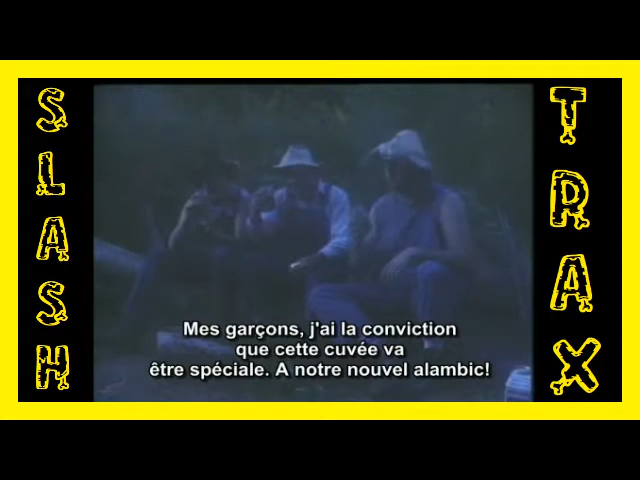 SLASH
TRAX
Mes garçons, j'ai la conviction
que cette cuvée va
être spéciale. A notre nouvel alambic!